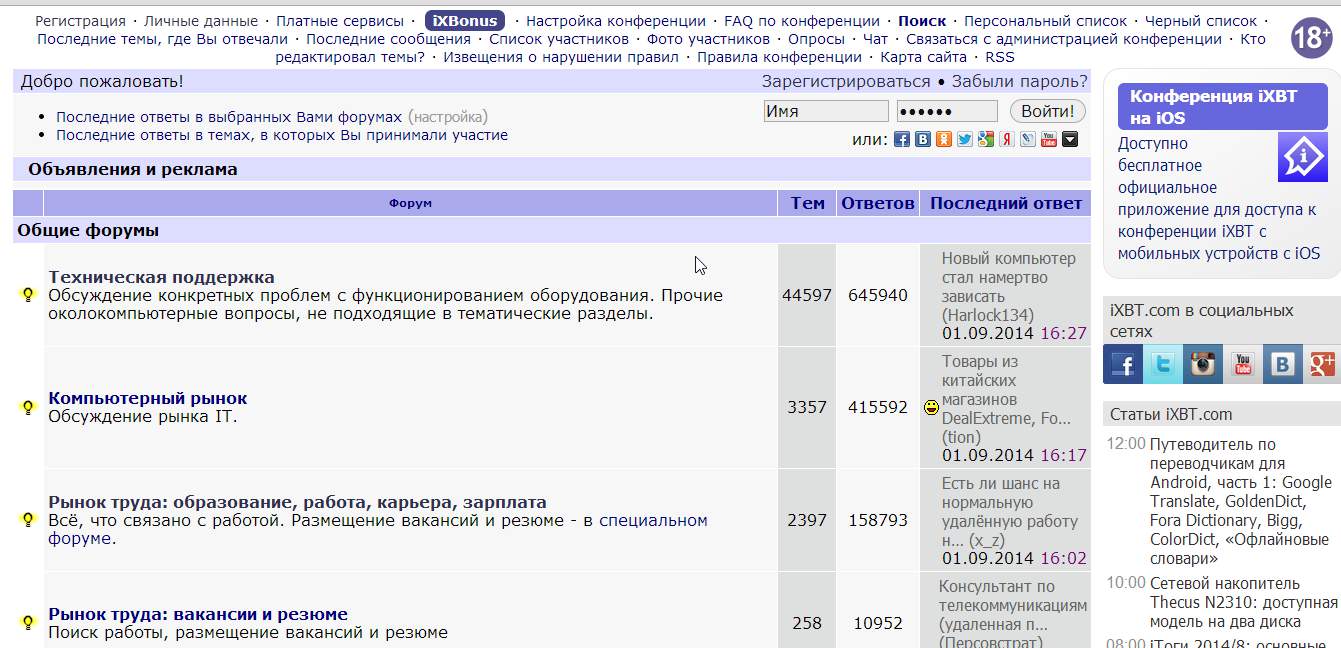 Регистрация · Личные данные · Платные сервисы · iXBonus · Настройка конференции · FAQ по конференции · Поиск · Персональный список · Черный список ·
Последние темы, где Вы отвечали · Последние сообщения · Список участников · Фото участников · Опросы · Чат · Связаться с администрацией конференции · Кто
редактировал темы? · Извещения о нарушении правил · Правила конференции · Карта сайта · RSS
18+
Добро пожаловать!
Зарегистрироваться • Забыли пароль?
• Последние ответы в выбранных Вами форумах (настройка)
• Последние ответы в темах, в которых Вы принимали участие
Имя
••••••
Войти!
или:
Объявления и реклама
Форум
Тем
Ответов
Последний ответ
Общие форумы
Техническая поддержка
Обсуждение конкретных проблем с функционированием оборудования. Прочие
околокомпьютерные вопросы, не подходящие в тематические разделы.
44597
645940
Новый компьютер
стал намертво
зависать
(Harlock134)
01.09.2014 16:27
Компьютерный рынок
Обсуждение рынка IT.
3357
415592
Товары из
китайских
магазинов
DealExtreme, Fo...
(tion)
01.09.2014 16:17
Рынок труда: образование, работа, карьера, зарплата
Всё, что связано с работой. Размещение вакансий и резюме - в специальном
форуме.
2397
158793
Есть ли шанс на
нормальную
удалённую работу
н... (x_z)
01.09.2014 16:02
Рынок труда: вакансии и резюме
Поиск работы, размещение вакансий и резюме
258
10952
Консультант по
телекоммуникациям
(удаленная п...
(Персовстрат)
Конференция iXBT
на iOS
Доступно
бесплатное
официальное
приложение для доступа к
конференции iXBT с
мобильных устройств с iOS
iXBT.com в социальных
сетях
Статьи iXBT.com
12:00 Путеводитель по
переводчикам для
Android, часть 1: Google
Translate, GoldenDict,
Fora Dictionary, Bigg,
ColorDict, «Офлайновые
словари»
10:00 Сетевой накопитель
Thecus N2310: доступная
модель на два диска
08:00 iТоги 2014/8: основные